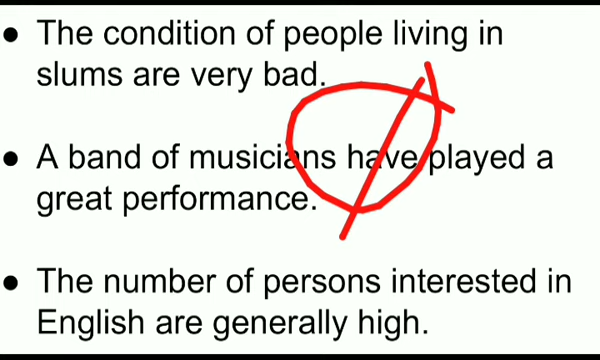 ● The condition of people living in
slums are very bad.
● A band of musicians have played a
great performance.
● The number of persons interested in
English are generally high.